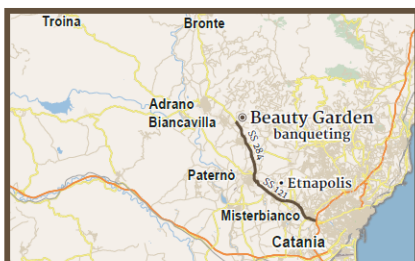 Troina
Bronte
Adrano
Biancavilla
Beauty Garden
banqueting
SS 284
Paternò
SS 121
Etnapolis
Misterbianco
Catania